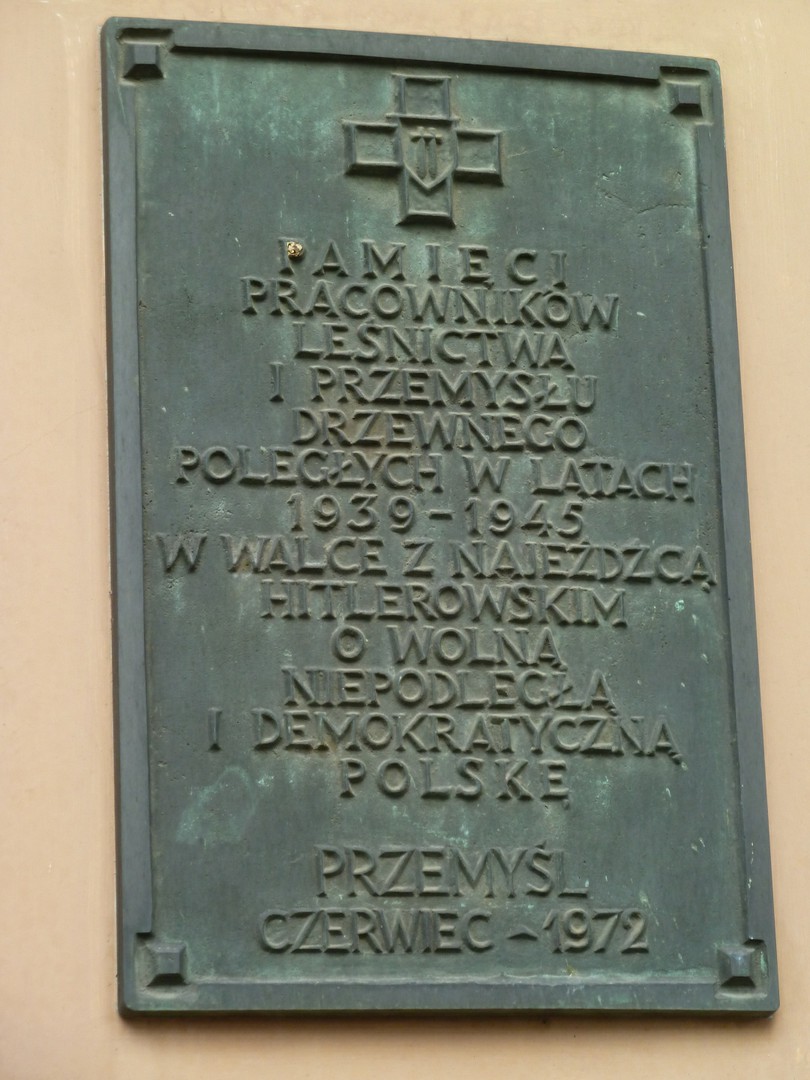 PAMIĘCI
PRACOWNIKÓW
LEŚNICTWA
I PRZEMYSŁU
DRZEWNEGO
POLEGŁYCH W LATACH
1939-1945
W WALCE Z NAJEŹDŹCĄ
HITLEROWSKIM
O WOLNĄ
NIEPODLEGŁĄ
I DEMOKRATYCZNĄ
POLSKĘ
PRZEMYŚL
CZERWIEC - 1972